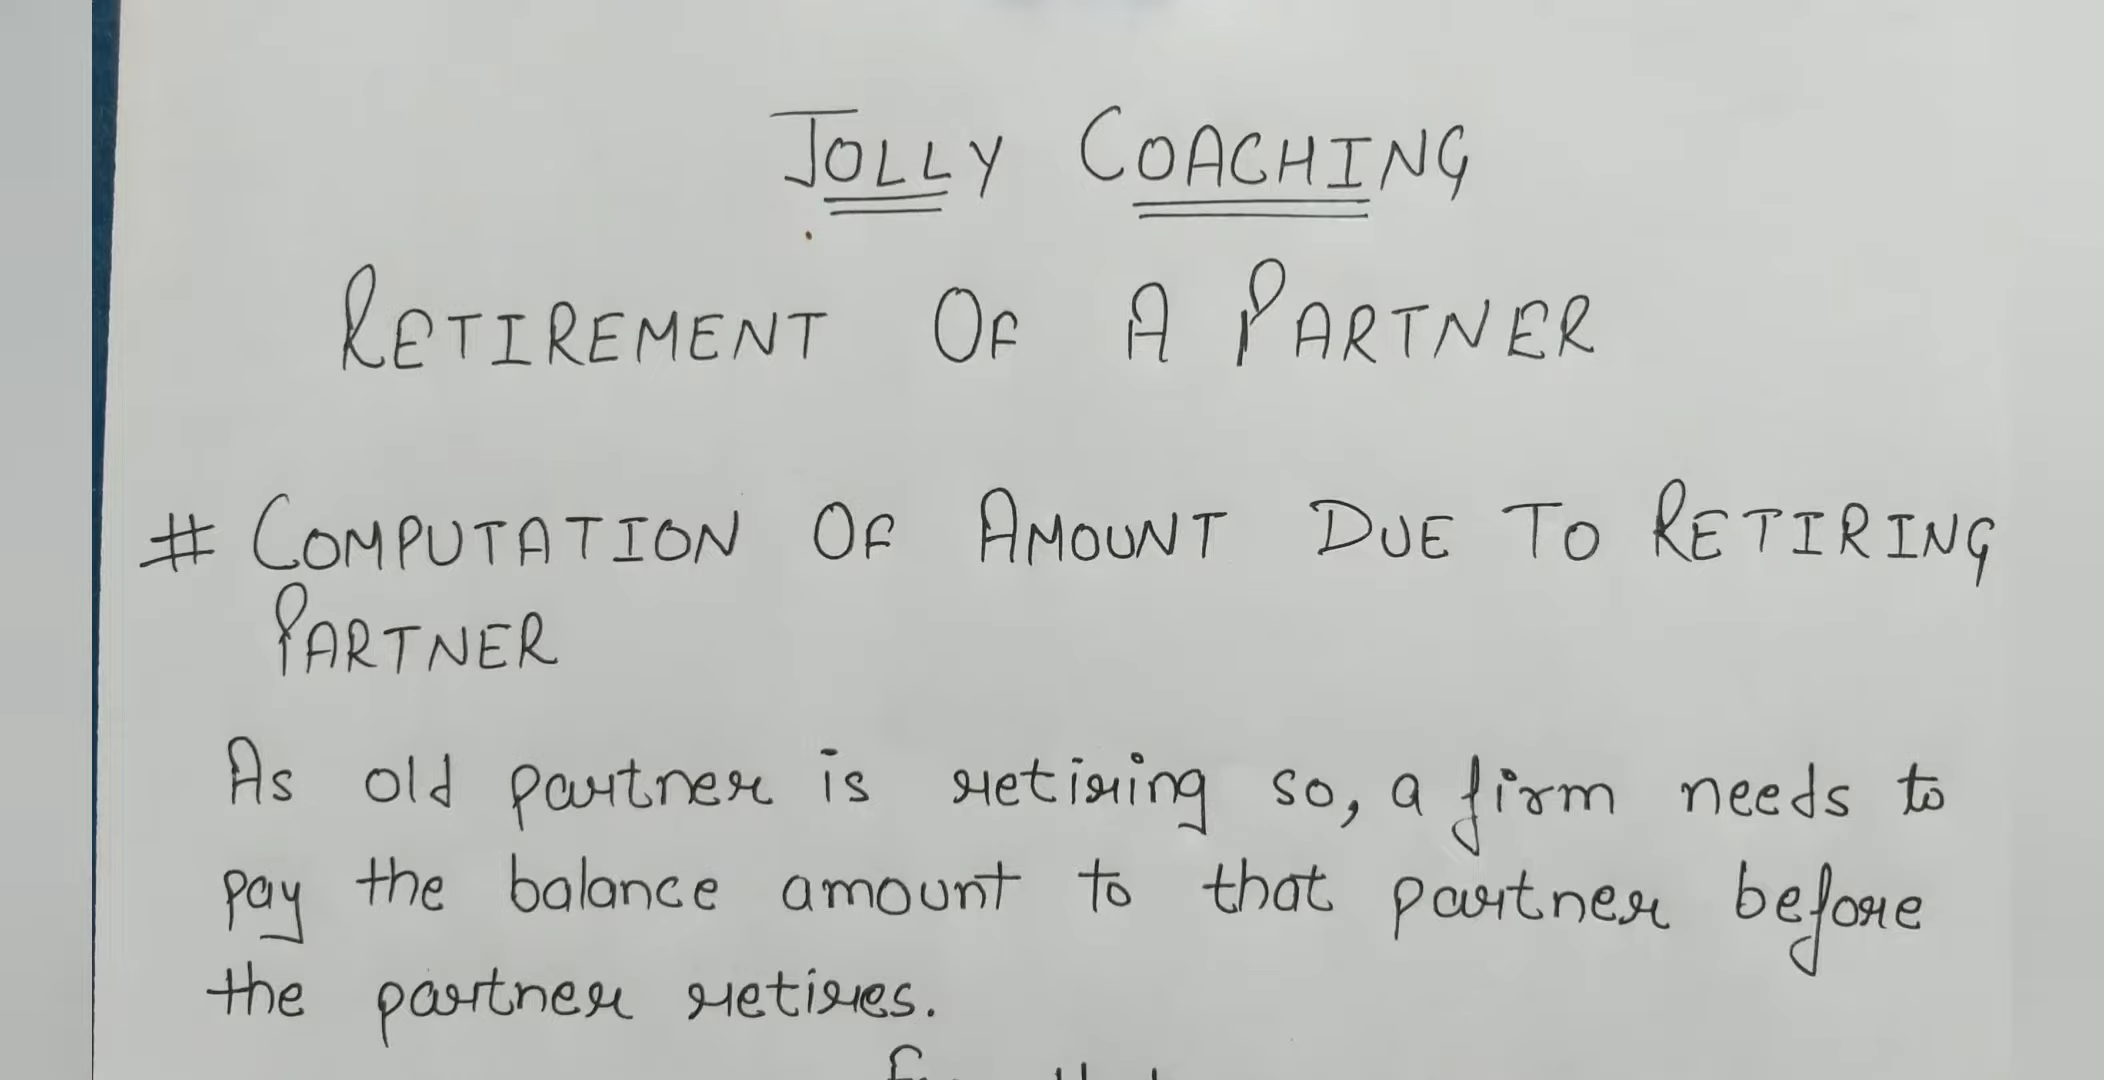 JOLLY COACHING
RETIREMENT OF A PARTNER
# COMPUTATION OF AMOUNT DUE TO RETIRING
PARTNER
As old partner is retiring so, a firm needs to
pay the balance amount to that partner before
the partner retires.